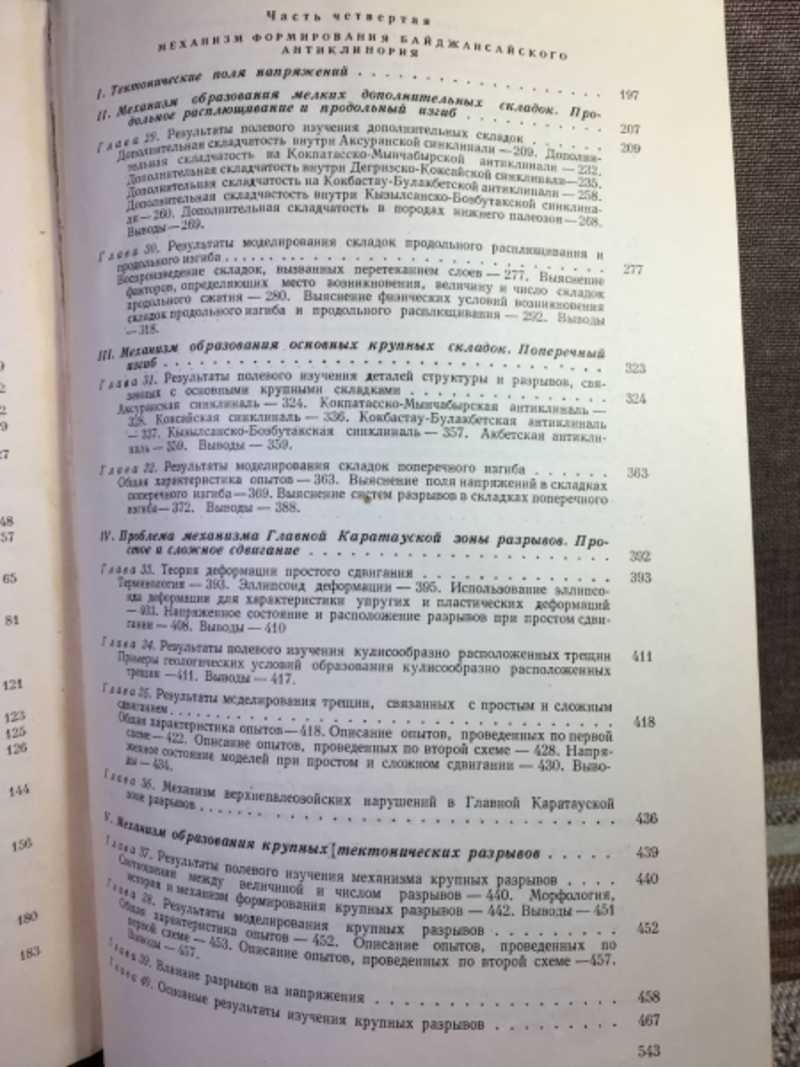 Часть четвертая
МЕХАНИЗМ ФОРМИРОВАНИЯ БАЙДЖАНСАЙСКОГО
АНТИКЛИНОРИЯ
I. Тектонические поля напряжений . . . . . . . . . . . . 197
II. Механизм образования мелких дополнительных складок. Про-
дольное расплющивание и продольный изгиб . . . . . . . . 207
Глава 29. Результаты полевого изучения дополнительных складок . . . . . 209
Дополнительная складчатость внутри Аксуранской синклинали — 209. Дополни-
тельная складчатость на Кокпатасско-Мынчабырской антиклинали — 232.
Дополнительная складчатость внутри Дегризско-Коксайской синклинали—235.
Дополнительная складчатость на Кокбастау-Булакбетской антиклинали — 258.
Дополнительная складчатость внутри Кызылсанско-Бозбутакской синклина-
ли—260. Дополнительная складчатость в породах нижнего палеозоя — 268.
Выводы—269.
Глава 30. Результаты моделирования складок продольного расплющивания и
продольного изгиба . . . . . . . . . . . . . . . . . . . . 277
Воспроизведение складок, вызванных перетеканием слоев — 277. Выяснение
факторов, определяющих место возникновения, величину и число складок
продольного сжатия — 280. Выяснение физических условий возникновения
складок продольного изгиба и продольного расплющивания — 292. Выводы
—318.
III. Механизм образования основных крупных складок. Поперечный
изгиб . . . . . . . . . . . . . . . . . . . . 323
Глава 31. Результаты полевого изучения деталей структуры и разрывов, свя-
занных с основными крупными складками . . . . . . . . . . . . 324
Аксуранская синклиналь — 324. Кокпатасско-Мынчабырская антиклиналь —
328. Коксайская синклиналь — 336. Кокбастау-Булакбетская антиклиналь
— 337. Кызылсанско-Бозбутакская синклиналь — 357. Акбетская антикли-
наль — 359. Выводы — 359.
Глава 32. Результаты моделирования складок поперечного изгиба . . . . . 363
Общая характеристика опытов — 363. Выяснение поля напряжений в складках
поперечного изгиба — 369. Выяснение систем разрывов в складках поперечного
изгиба— 372. Выводы — 388.
IV. Проблема механизма Главной Каратауской зоны разрывов. Про-
стое и сложное сдвигание . . . . . . . . . . . . . . . . 392
Глава 33. Теория деформации простого сдвигания . . . . . . . . . . 393
Терминология — 393. Эллипсоид деформации — 395. Использование эллипсо-
ида деформации для характеристики упругих и пластических деформаций
— 403. Напряженное состояние и расположение разрывов при простом сдви-
гании — 408. Выводы — 410
Глава 34. Результаты полевого изучения кулисообразно расположенных трещин 411
Примеры геологических условий образования кулисообразно расположенных
трещин —411. Выводы — 417.
Глава 35. Результаты моделирования трещин, связанных с простым и сложным
сдвиганием . . . . . . . . . . . . . . . . . . . . 418
Общая характеристика опытов—418. Описание опытов, проведенных по первой
схеме — 422. Описание опытов, проведенных по второй схеме — 428. Напря-
женное состояние моделей при простом и сложном сдвигании — 430. Выво-
ды — 434.
Глава 36. Механизм верхнепалеозойских нарушений в Главной Каратауской
зоне разрывов . . . . . . . . . . . . . . . . . . . . 436
V. Механизм образования крупных тектонических разрывов . . . . . 439
Глава 37. Результаты полевого изучения механизма крупных разрывов . . . . 440
Соотношения между величиной и числом разрывов — 440. Морфология,
история и механизм формирования крупных разрывов — 442. Выводы — 451
Глава 38. Результаты моделирования крупных разрывов . . . . . . . . 452
Общая характеристика опытов — 452. Описание опытов, проведенных по
первой схеме — 453. Описание опытов, проведенных по второй схеме —457.
Выводы — 457.
Глава 39. Влияние разрывов на напряжения . . . . . . . . . . . . 458
Глава 40. Основные результаты изучения крупных разрывов . . . . . . . 467
543
9
2
2
9
27
48
57
65
81
121
123
125
126
144
156
180
183